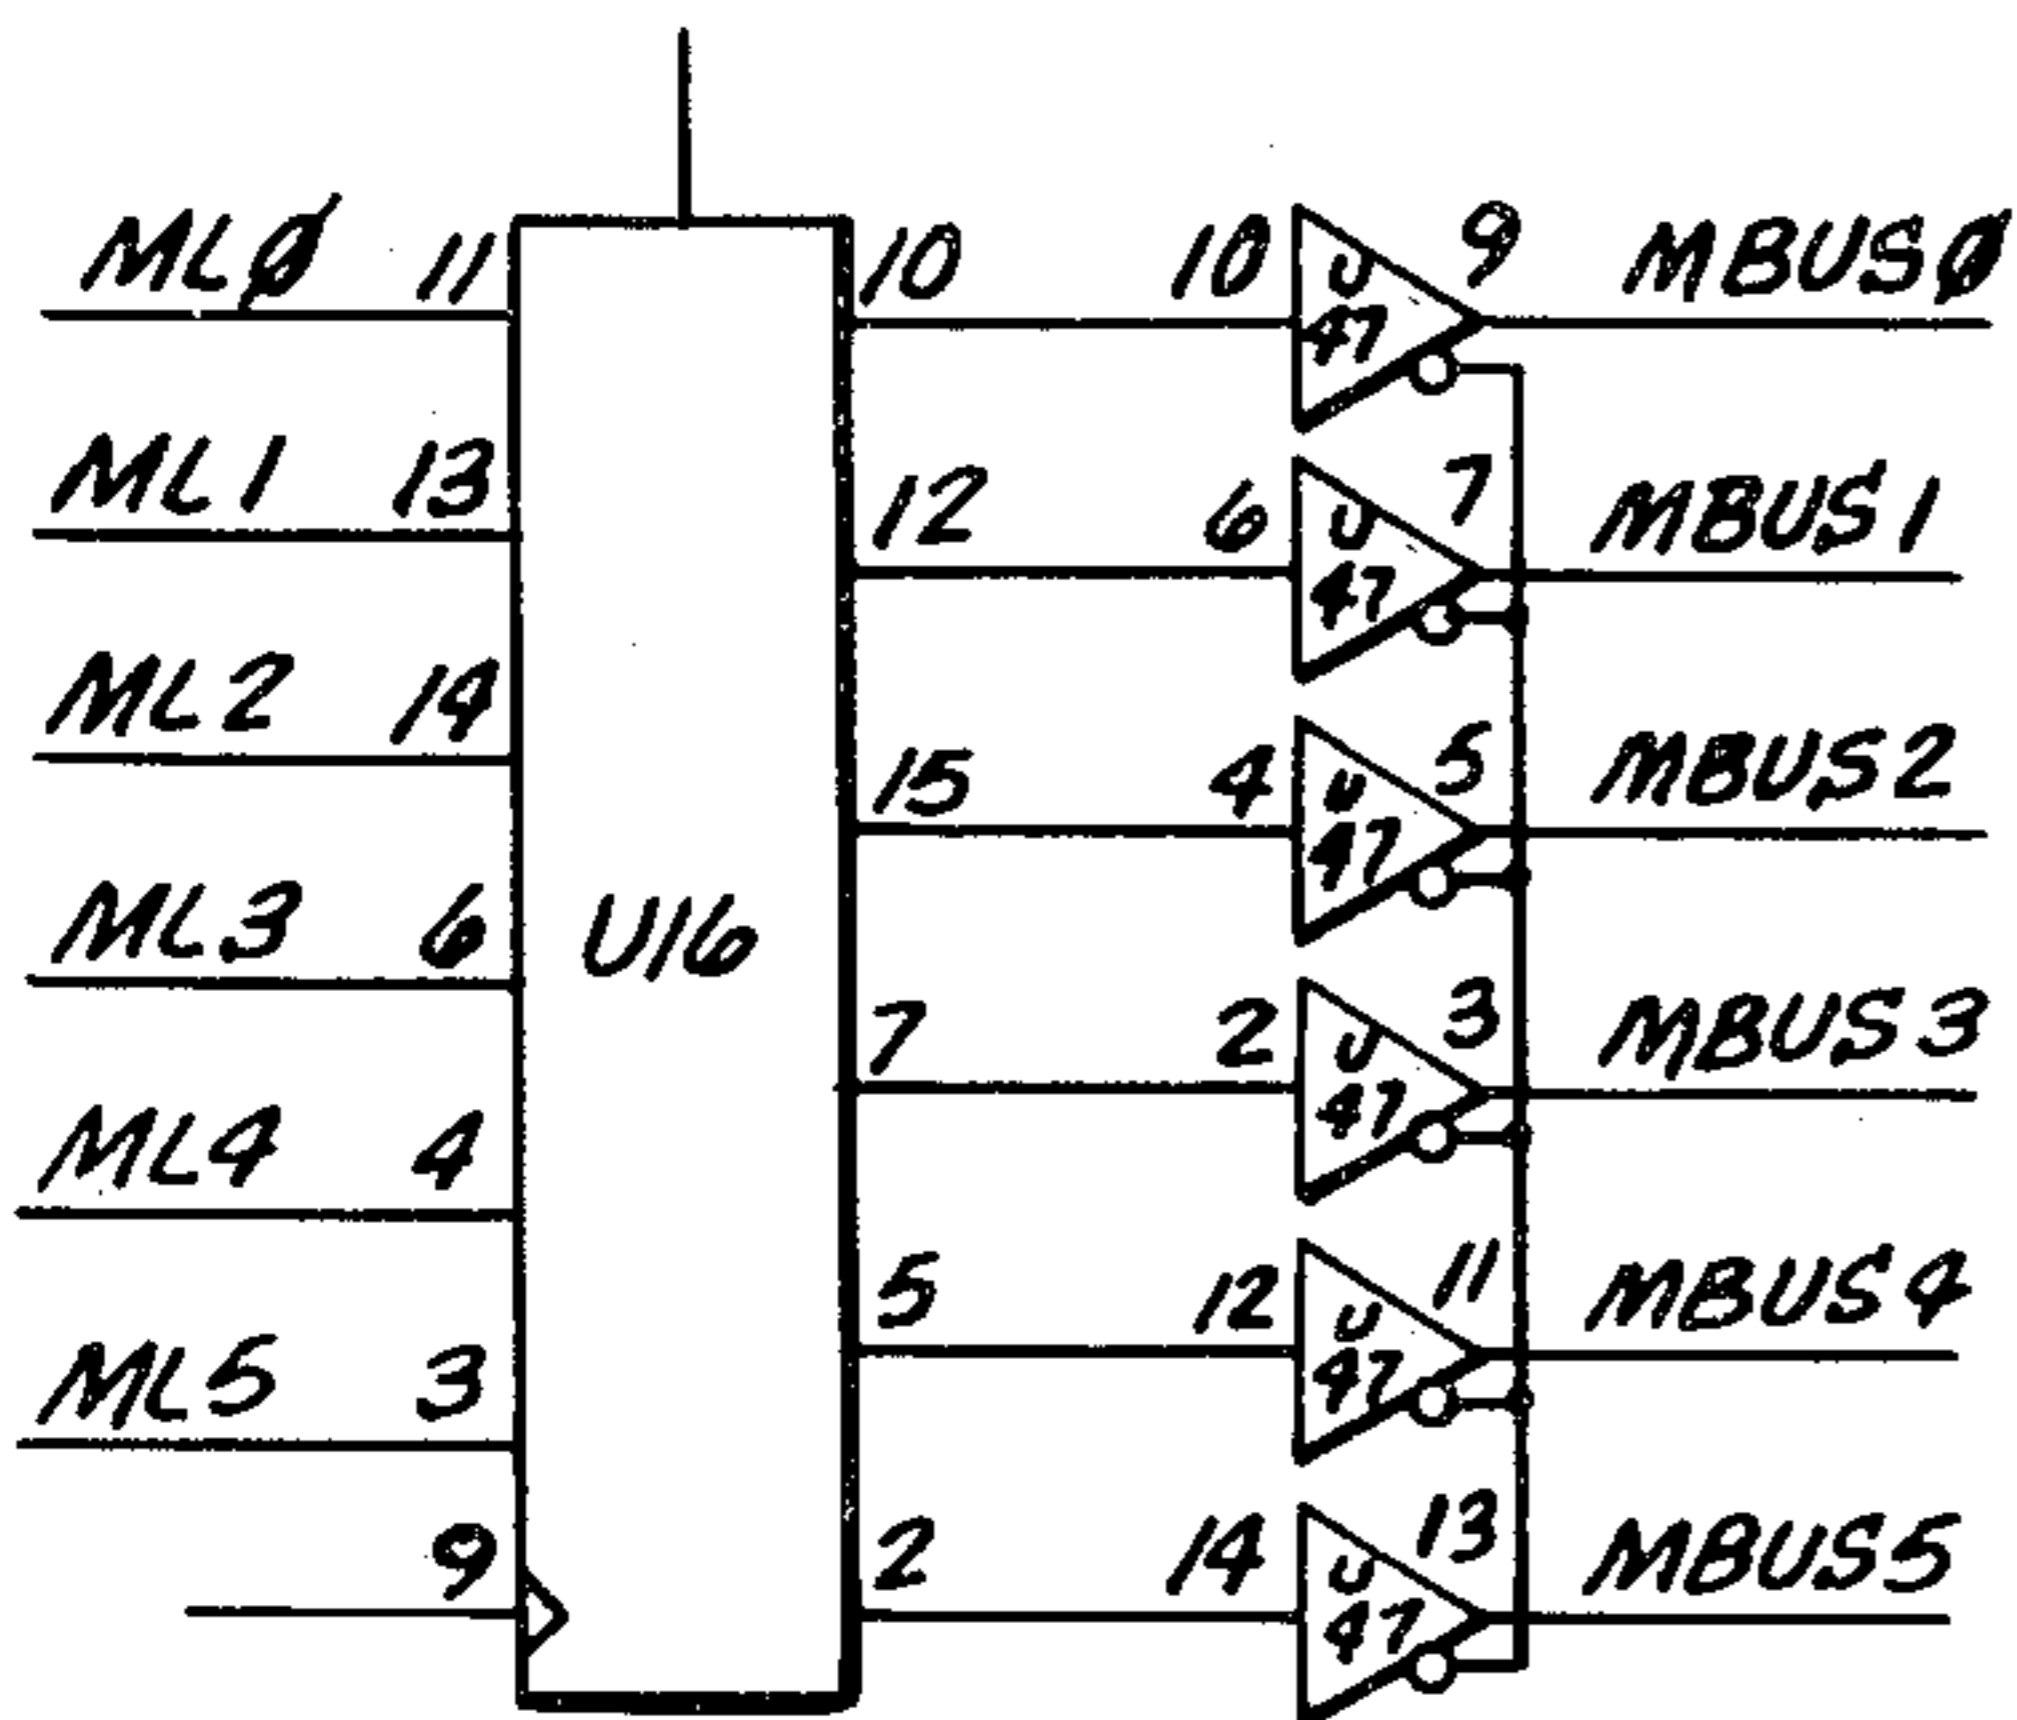 MLØ 11 10 10 U 47 9 MBUSØ
ML1 13 12 6 U 47 7 MBUS1
ML2 14 15 4 U 47 5 MBUS2
ML3 6 U16 7 2 U 47 3 MBUS3
ML4 4 5 12 U 47 11 MBUS4
ML5 3 2 14 U 47 13 MBUS5
9